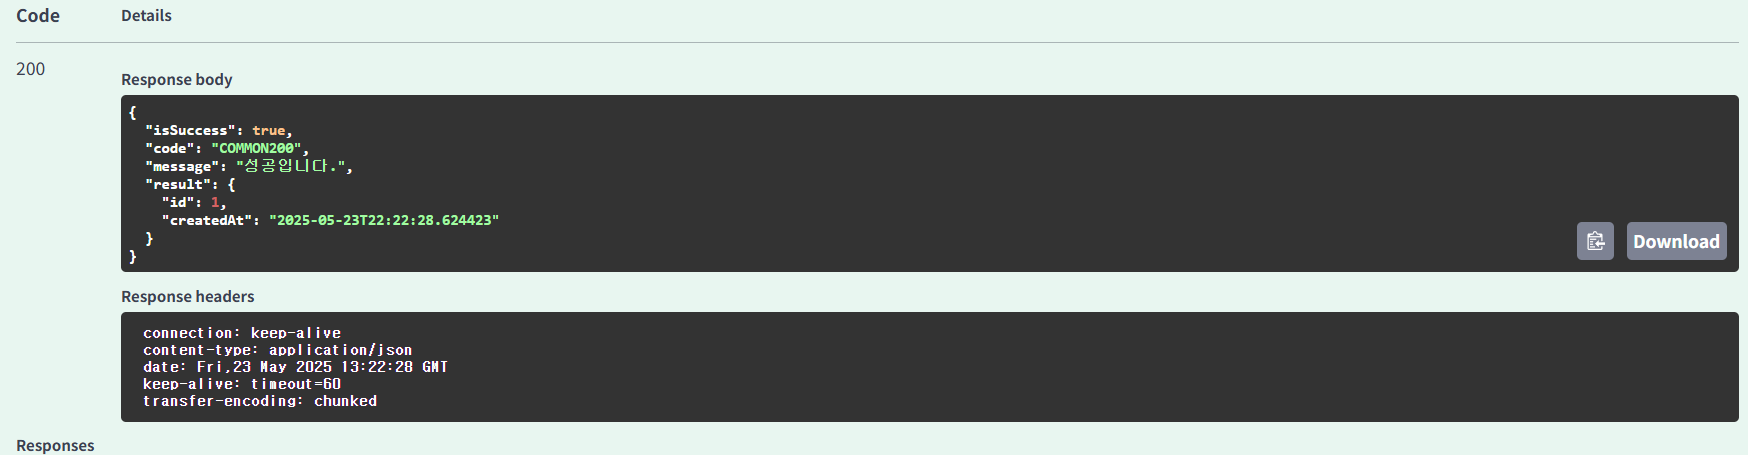 Code Details
200
Response body
{
  "isSuccess": true,
  "code": "COMMON200",
  "message": "성공입니다.",
  "result": {
    "id": 1,
    "createdAt": "2025-05-23T22:22:28.624423"
  }
}
Download
Response headers
connection: keep-alive
content-type: application/json
date: Fri,23 May 2025 13:22:28 GMT
keep-alive: timeout=60
transfer-encoding: chunked
Responses